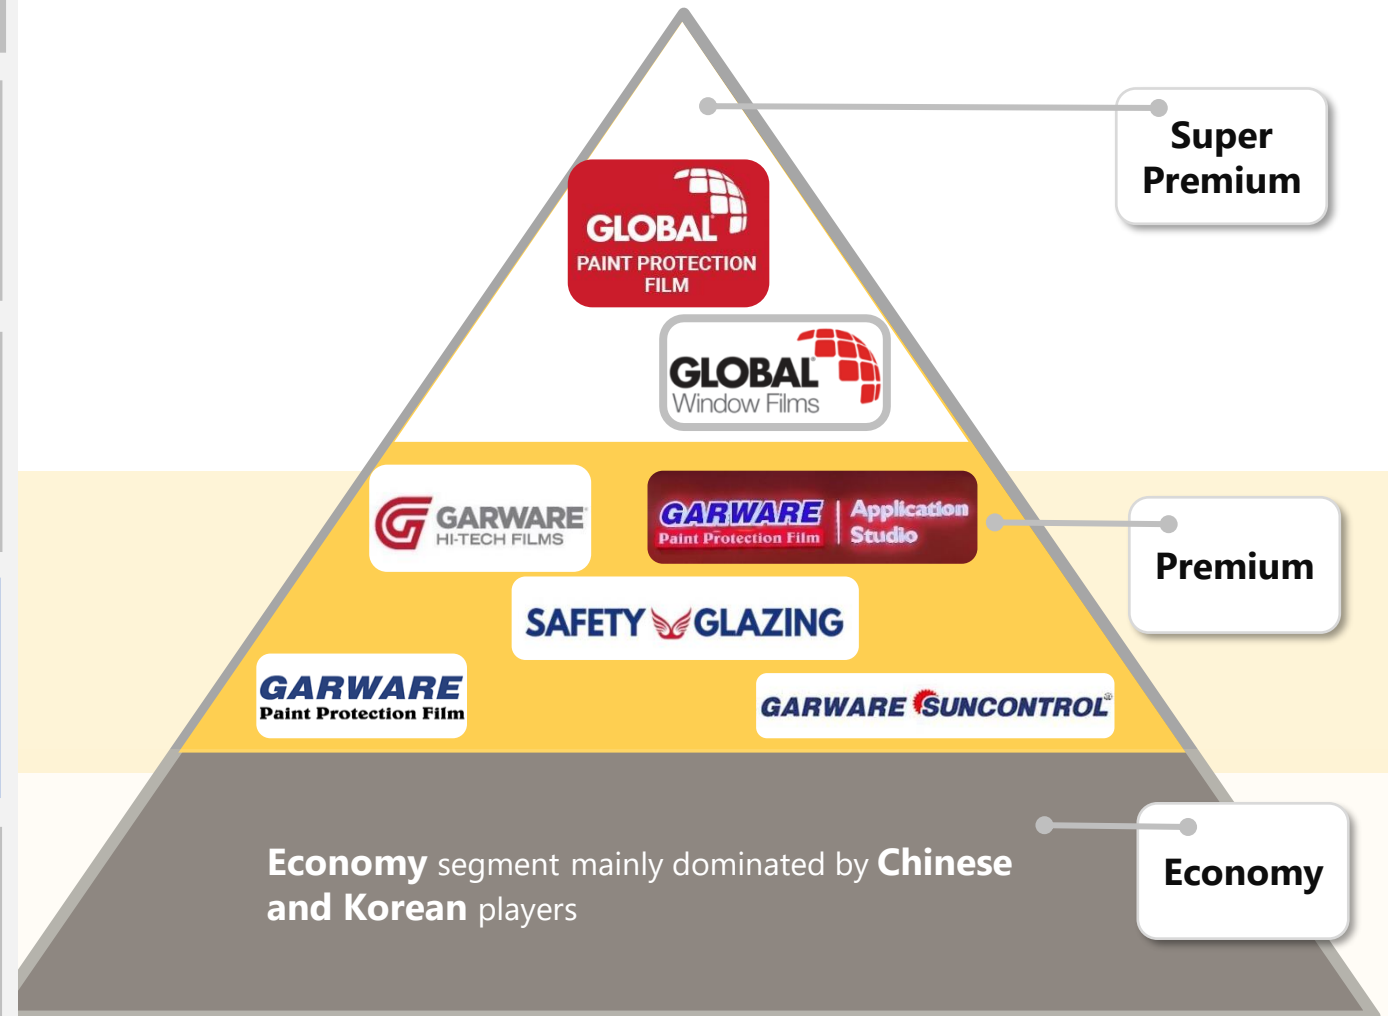 Super
Premium
GLOBAL
PAINT PROTECTION
FILM
GLOBAL
Window Films
GARWARE
HI-TECH FILMS
GARWARE
Paint Protection Film
Application
Studio
Premium
SAFETY GLAZING
GARWARE
Paint Protection Film
GARWARE SUNCONTROL®
Economy segment mainly dominated by Chinese
and Korean players
Economy